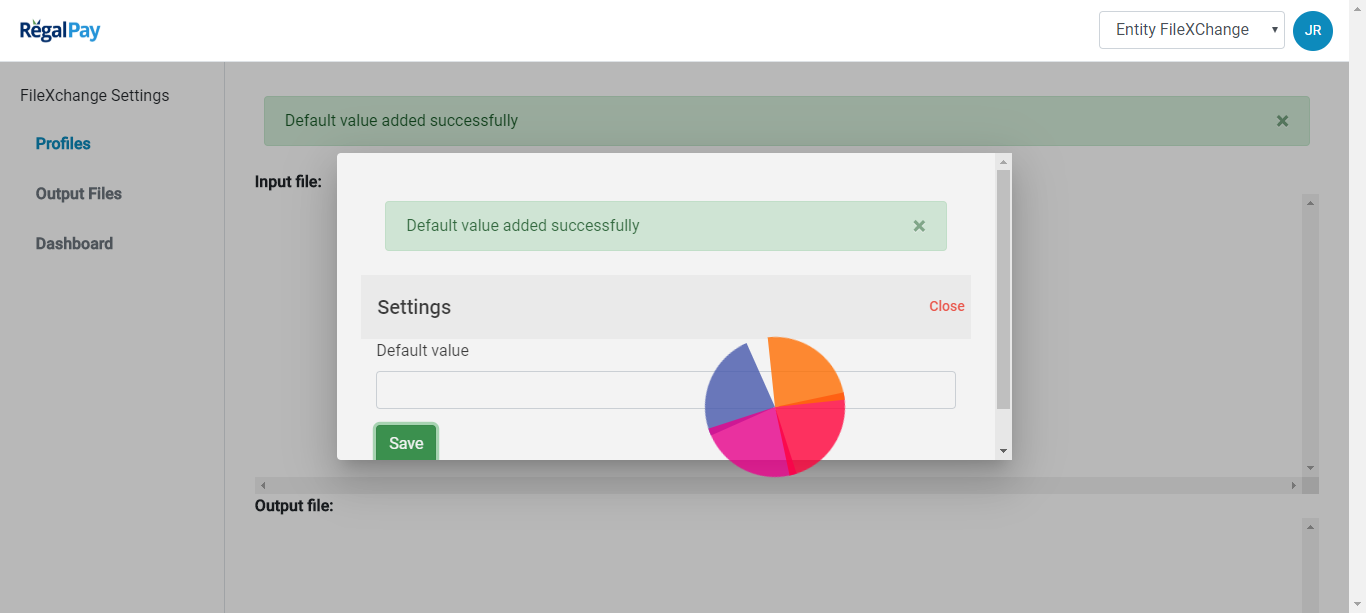 RegalPay
Entity FileXChange
JR
FileXchange Settings
Profiles
Output Files
Dashboard
Default value added successfully ×
Input file:
Default value added successfully ×
Settings
Close
Default value
Save
Output file: